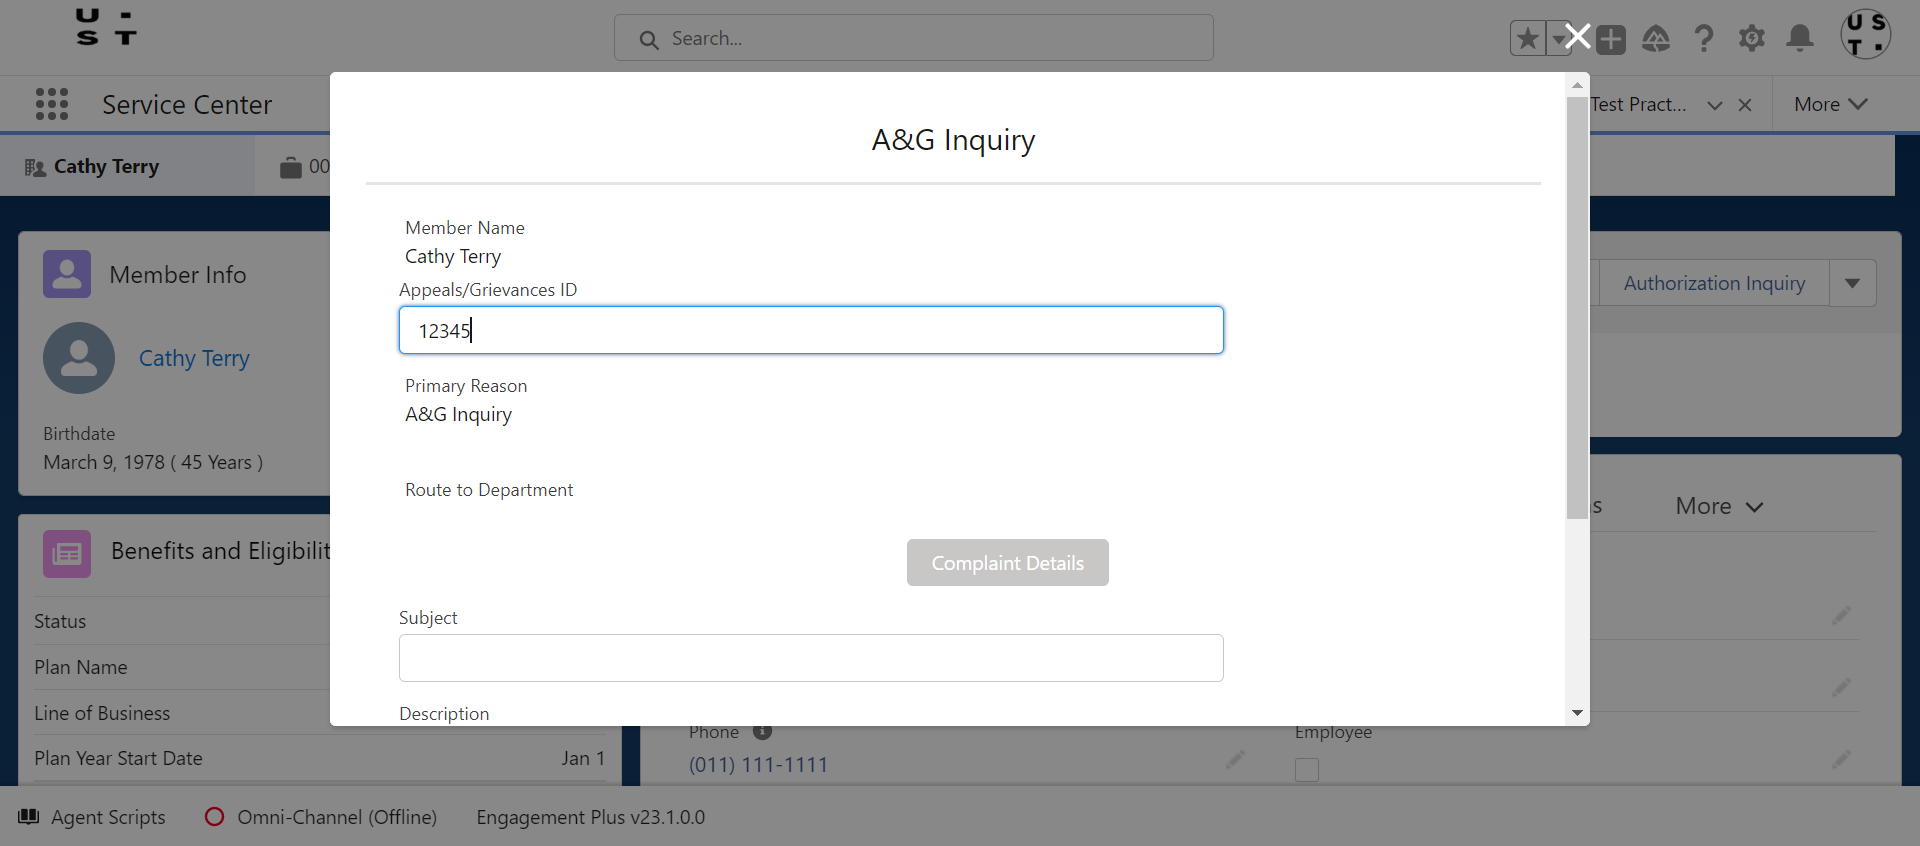 U
ST
Search...
U S
T
Service Center
Test Pract...
More
Cathy Terry
00
A&G Inquiry
Member Name
Cathy Terry
Appeals/Grievances ID
12345
Primary Reason
A&G Inquiry
Route to Department
Complaint Details
Subject
Description
Member Info
Cathy Terry
Birthdate
March 9, 1978 ( 45 Years )
Authorization Inquiry
s
More
Benefits and Eligibilit
Status
Plan Name
Line of Business
Plan Year Start Date
Jan 1
Phone
Employee
(011) 111-1111
Agent Scripts
Omni-Channel (Offline)
Engagement Plus v23.1.0.0